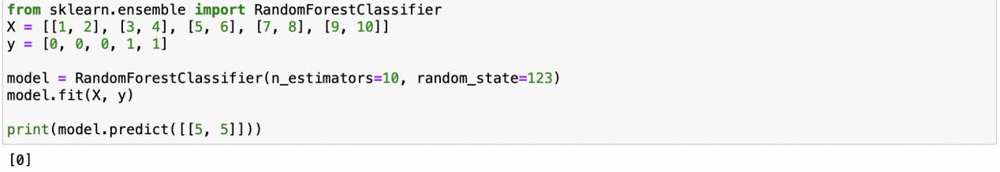 from sklearn.ensemble import RandomForestClassifier
X = [[1, 2], [3, 4], [5, 6], [7, 8], [9, 10]]
y = [0, 0, 0, 1, 1]
model = RandomForestClassifier(n_estimators=10, random_state=123)
model.fit(X, y)
print(model.predict([[5, 5]]))
[0]